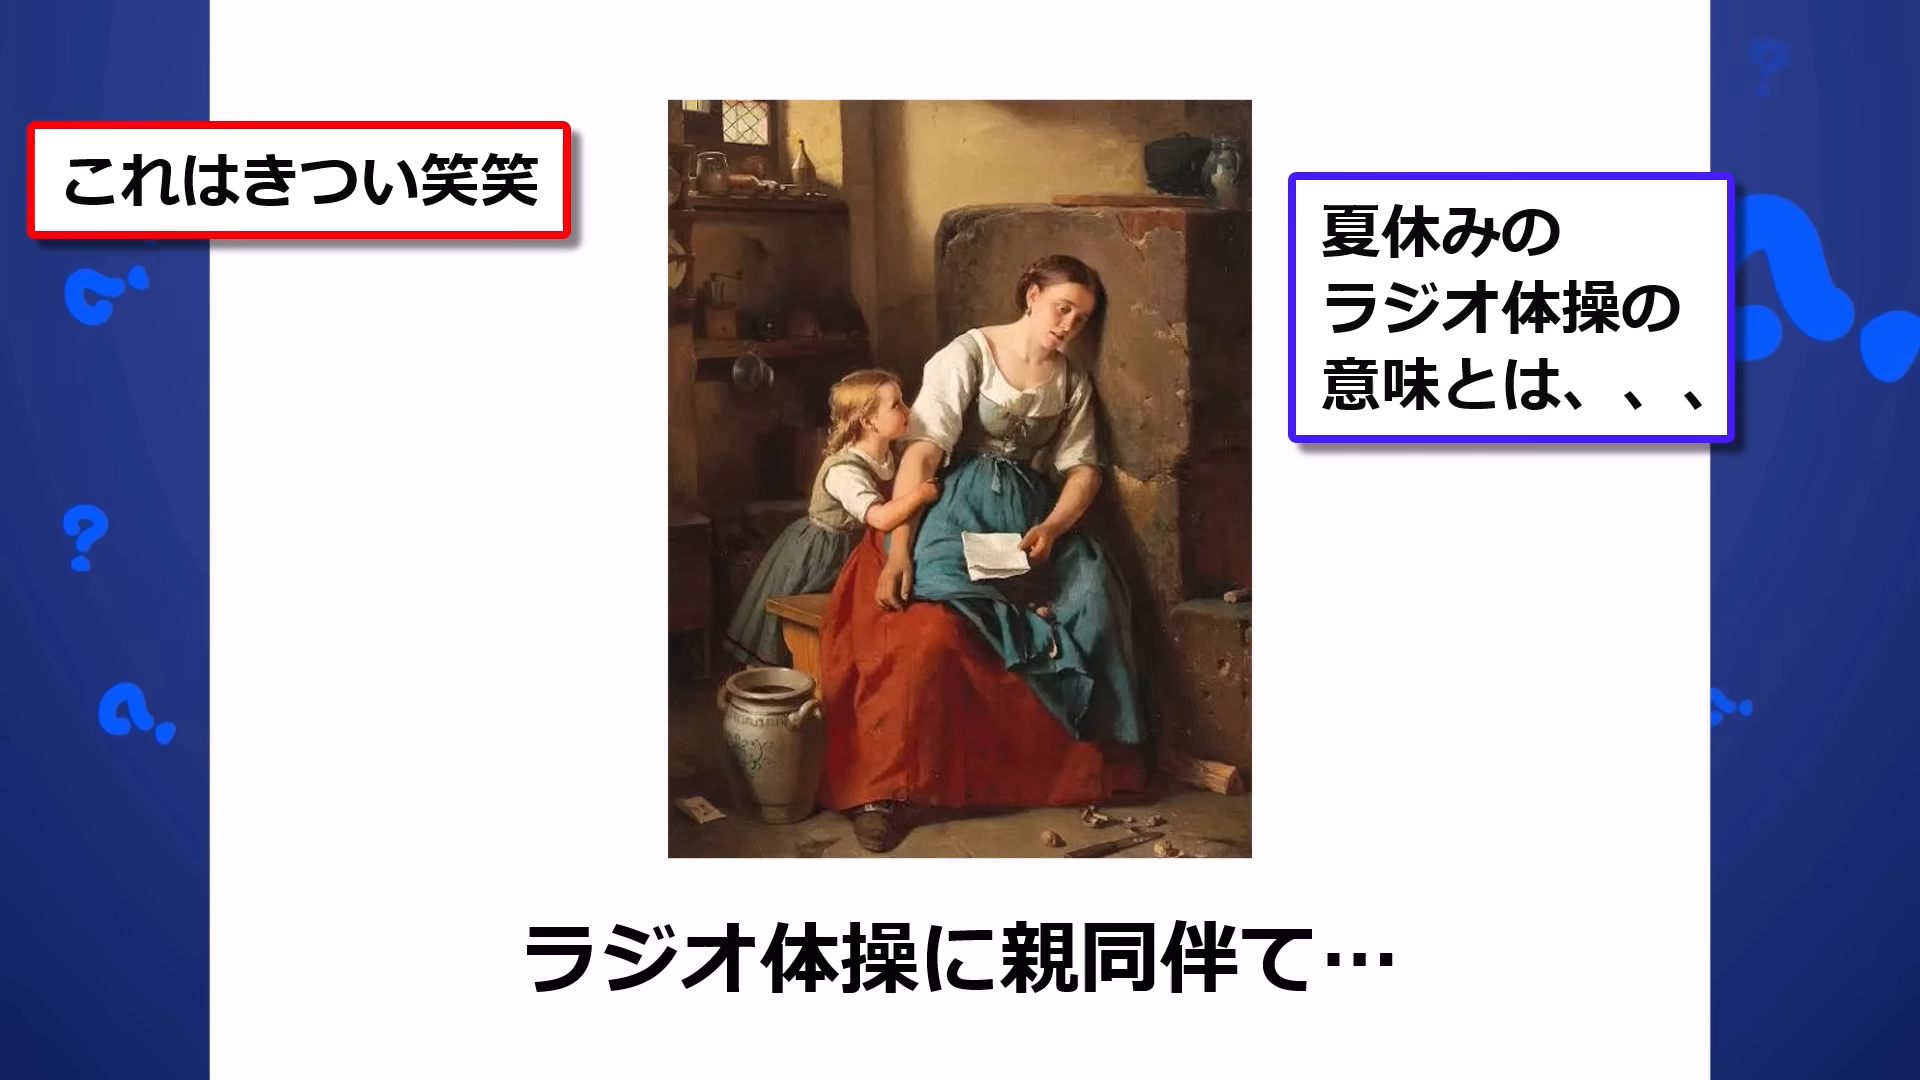 これはきつい笑笑
夏休みの
ラジオ体操の
意味とは、、、
ラジオ体操に親同伴て…